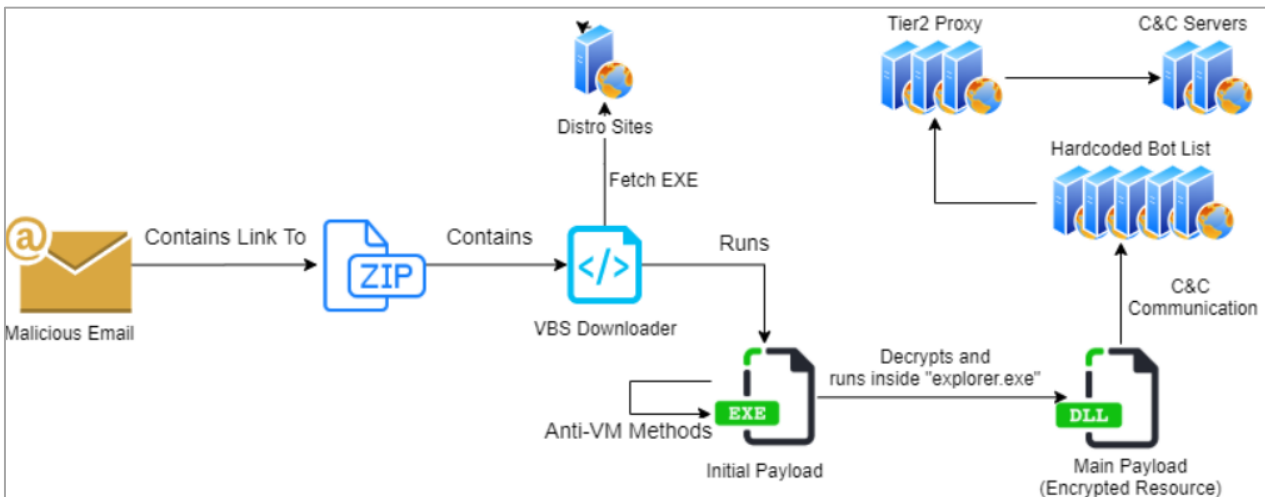 Tier2 Proxy
C&C Servers
Distro Sites
Hardcoded Bot List
Fetch EXE
@
Contains Link To
Contains
Runs
ZIP
</>
C&C
Communication
Malicious Email
VBS Downloader
Decrypts and
runs inside "explorer.exe"
EXE
DLL
Anti-VM Methods
Initial Payload
Main Payload
(Encrypted Resource)